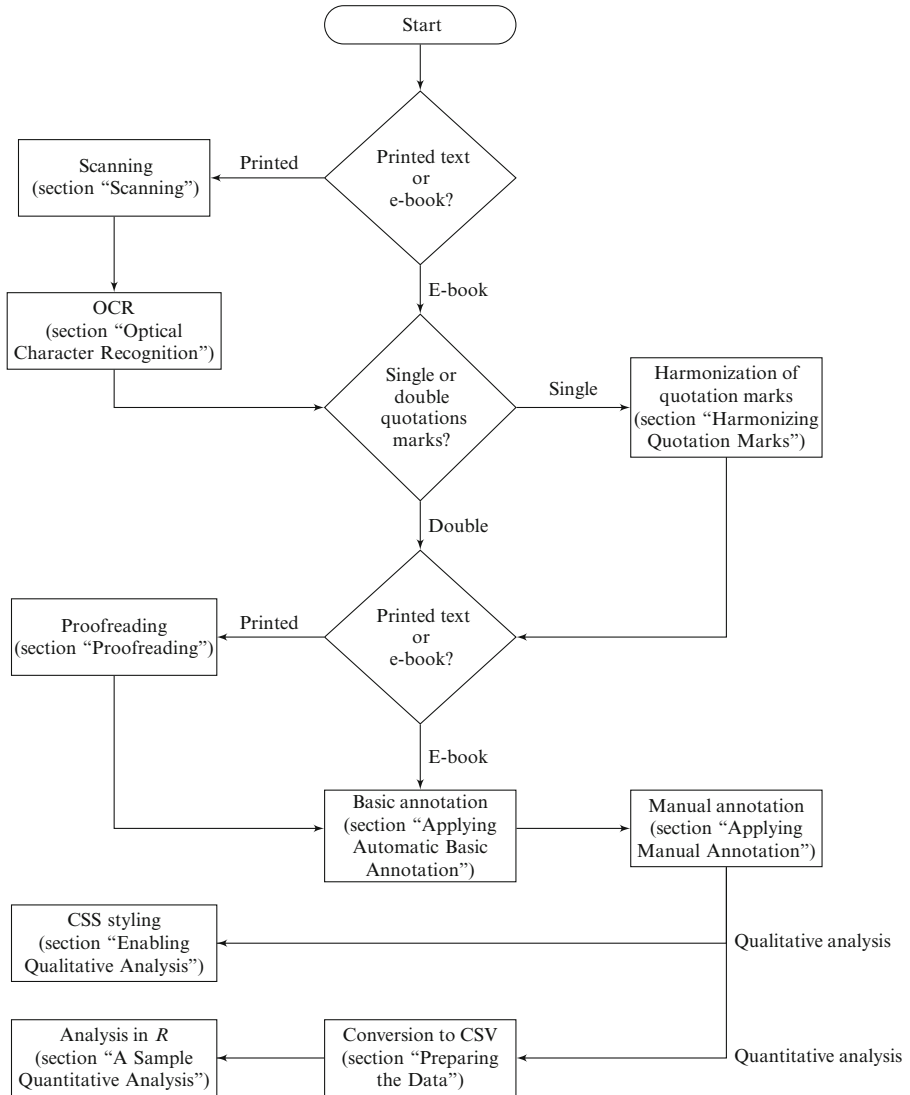 Start
Printed text
or
e-book?
Printed
Scanning
(section “Scanning”)
E-book
OCR
(section “Optical
Character Recognition”)
Single or
double
quotations
marks?
Single
Harmonization of
quotation marks
(section “Harmonizing
Quotation Marks”)
Double
Printed text
or
e-book?
Printed
Proofreading
(section “Proofreading”)
E-book
Basic annotation
(section “Applying
Automatic Basic
Annotation”)
Manual annotation
(section “Applying
Manual Annotation”)
CSS styling
(section “Enabling
Qualitative Analysis”)
Qualitative analysis
Analysis in R
(section “A Sample
Quantitative Analysis”)
Conversion to CSV
(section “Preparing
the Data”)
Quantitative analysis